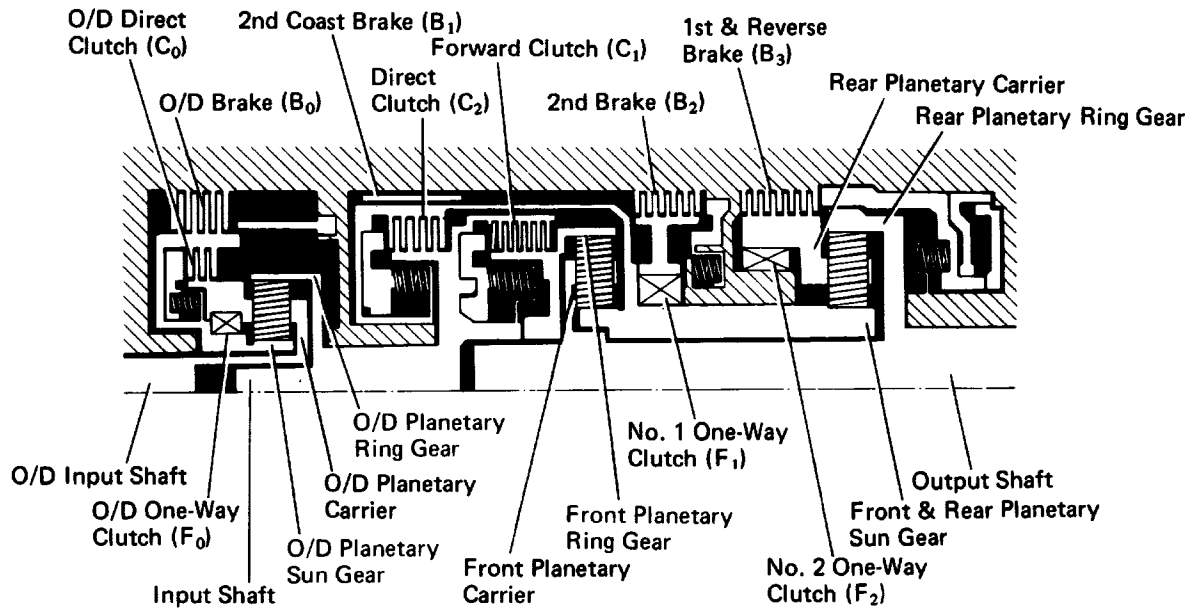 O/D Direct
Clutch (C₀)
2nd Coast Brake (B₁)
Forward Clutch (C₁)
1st & Reverse
Brake (B₃)
O/D Brake (B₀)
Direct
Clutch (C₂)
2nd Brake (B₂)
Rear Planetary Carrier
Rear Planetary Ring Gear
O/D Input Shaft
O/D One-Way
Clutch (F₀)
Input Shaft
O/D Planetary
Sun Gear
O/D Planetary
Carrier
O/D Planetary
Ring Gear
Front Planetary
Carrier
Front Planetary
Ring Gear
No. 1 One-Way
Clutch (F₁)
No. 2 One-Way
Clutch (F₂)
Front & Rear Planetary
Sun Gear
Output Shaft